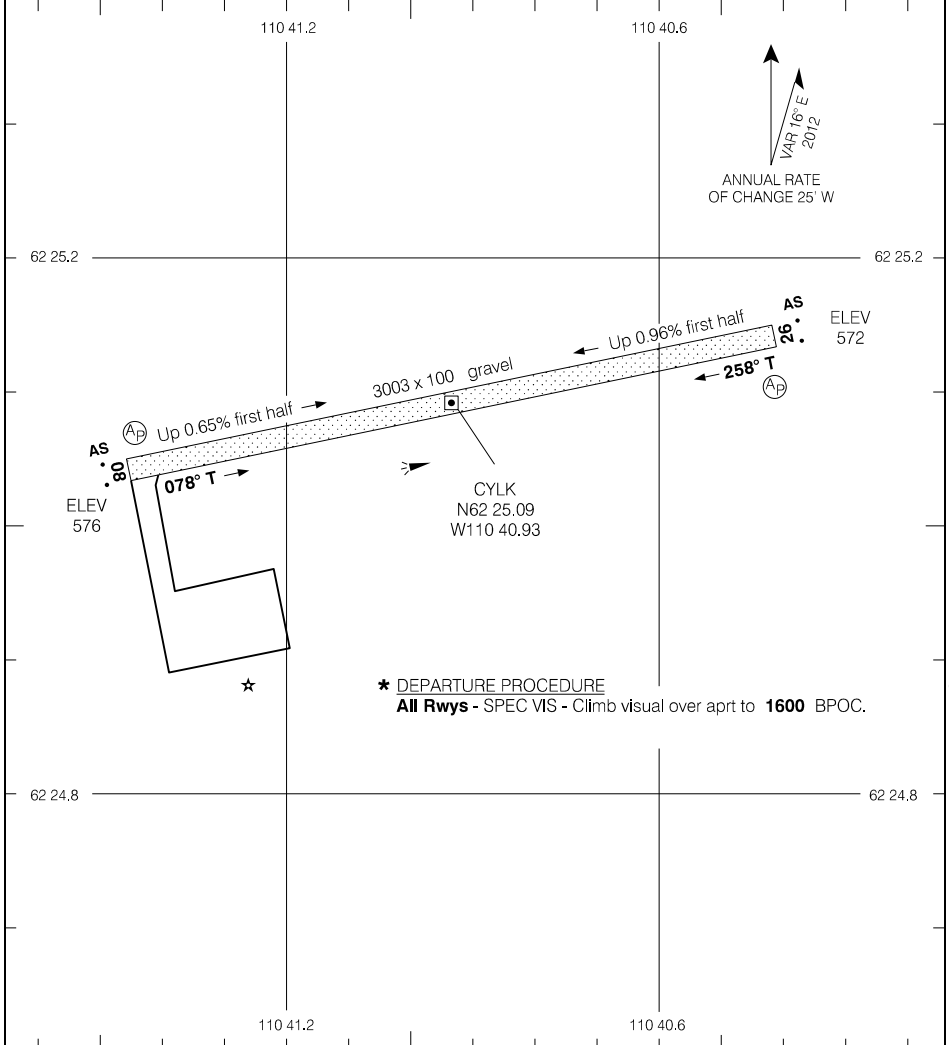 110 41.2
110 40.6
VAR 16° E
2012
ANNUAL RATE
OF CHANGE 25' W
62 25.2
62 25.2
AS
26
ELEV
572
Up 0.96% first half
258° T
AP
3003 x 100 gravel
Up 0.65% first half
AP
AS
08
078° T
ELEV
576
CYLK
N62 25.09
W110 40.93
* DEPARTURE PROCEDURE
All Rwys - SPEC VIS - Climb visual over aprt to 1600 BPOC.
62 24.8
62 24.8
110 41.2
110 40.6